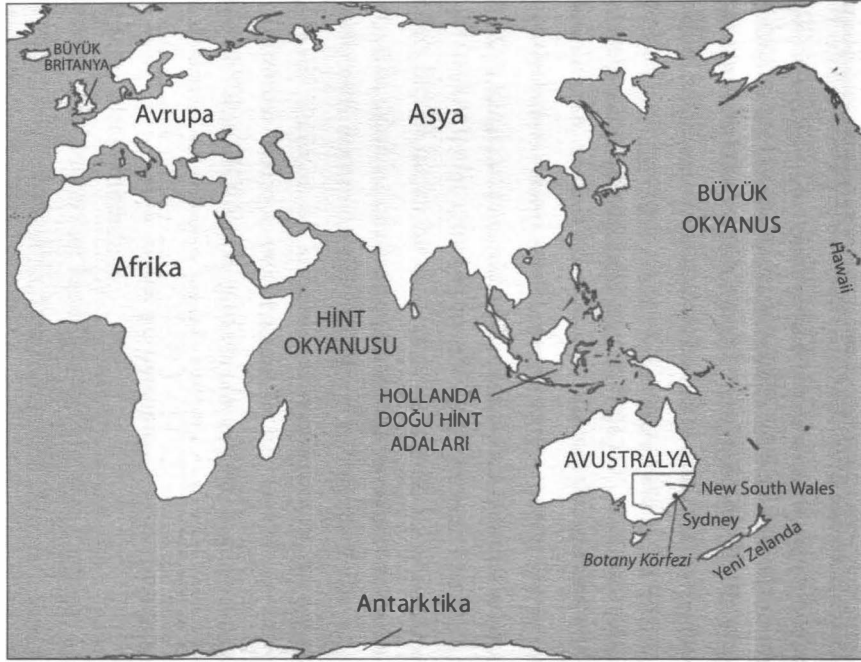 BÜYÜK
BRİTANYA
Avrupa
Asya
BÜYÜK
OKYANUS
Afrika
Hawaii
HİNT
OKYANUSU
HOLLANDA
DOĞU HİNT
ADALARI
AVUSTRALYA
New South Wales
Sydney
Botany Körfezi
Yeni Zelanda
Antarktika